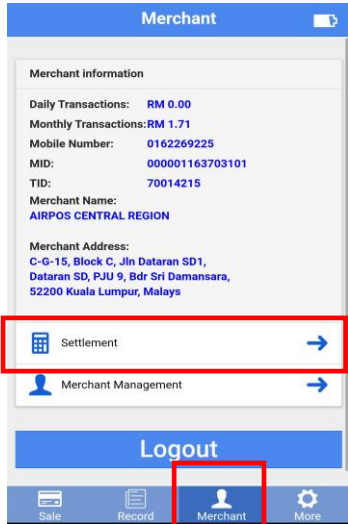 Merchant
Merchant information
Daily Transactions: RM 0.00
Monthly Transactions:RM 1.71
Mobile Number: 0162269225
MID: 000001163703101
TID: 70014215
Merchant Name:
AIRPOS CENTRAL REGION
Merchant Address:
C-G-15, Block C, Jln Dataran SD1,
Dataran SD, PJU 9, Bdr Sri Damansara,
52200 Kuala Lumpur, Malays
Settlement
Merchant Management
Logout
Sale Record Merchant More